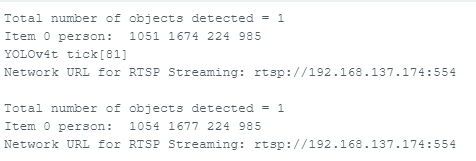 Total number of objects detected = 1
Item 0 person:  1051 1674 224 985
YOLOv4t tick[81]
Network URL for RTSP Streaming: rtsp://192.168.137.174:554

Total number of objects detected = 1
Item 0 person:  1054 1677 224 985
Network URL for RTSP Streaming: rtsp://192.168.137.174:554